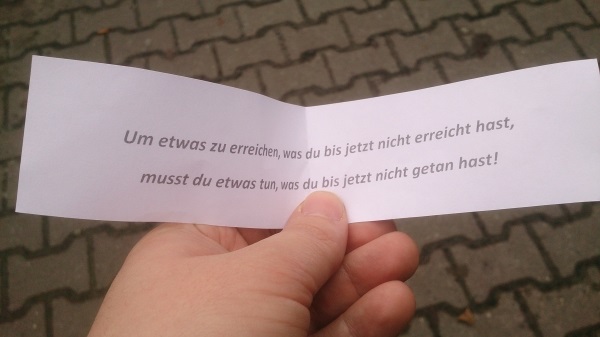 Um etwas zu erreichen, was du bis jetzt nicht erreicht hast,
musst du etwas tun, was du bis jetzt nicht getan hast!